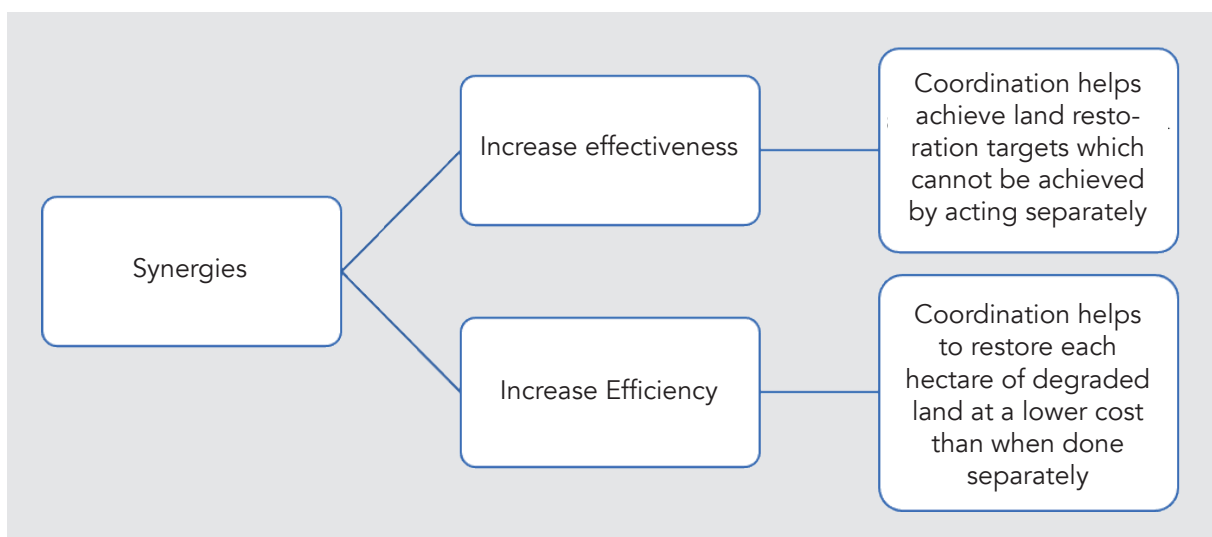 Synergies
Increase effectiveness
Coordination helps
achieve land resto-
ration targets which
cannot be achieved
by acting separately
Increase Efficiency
Coordination helps
to restore each
hectare of degraded
land at a lower cost
than when done
separately